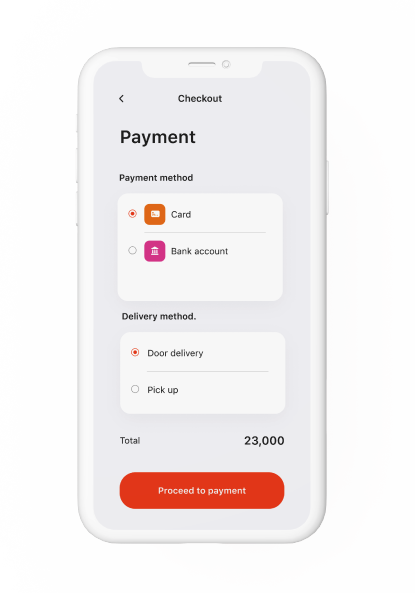 Checkout
Payment
Payment method
Card
Bank account
Delivery method.
Door delivery
Pick up
Total 23,000
Proceed to payment